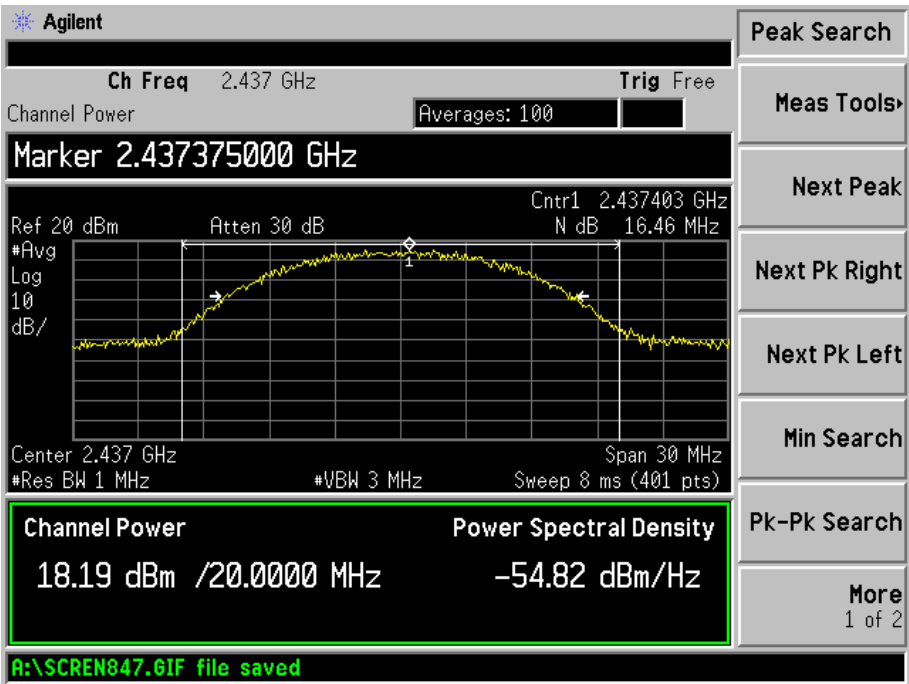 Agilent
Peak Search
Ch Freq 2.437 GHz Trig Free
Channel Power Averages: 100
Meas Tools
Marker 2.437375000 GHz
Next Peak
Cntr1 2.437403 GHz
Ref 20 dBm Atten 30 dB N dB 16.46 MHz
#Avg
Log
10
dB/
1
Next Pk Right
Next Pk Left
Center 2.437 GHz Span 30 MHz
#Res BW 1 MHz #VBW 3 MHz Sweep 8 ms (401 pts)
Min Search
Channel Power Power Spectral Density
18.19 dBm /20.0000 MHz -54.82 dBm/Hz
Pk-Pk Search
More
1 of 2
A:\SCREN847.GIF file saved